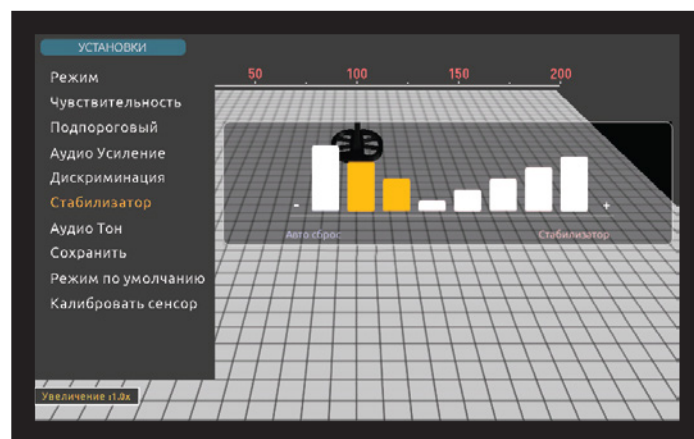 УСТАНОВКИ
Режим
Чувствительность
Подпороговый
Аудио Усиление
Дискриминация
Стабилизатор
Аудио Тон
Сохранить
Режим по умолчанию
Калибровать сенсор
50 100 150 200
- +
Авто сброс Стабилизатор
Увеличение :1.0x